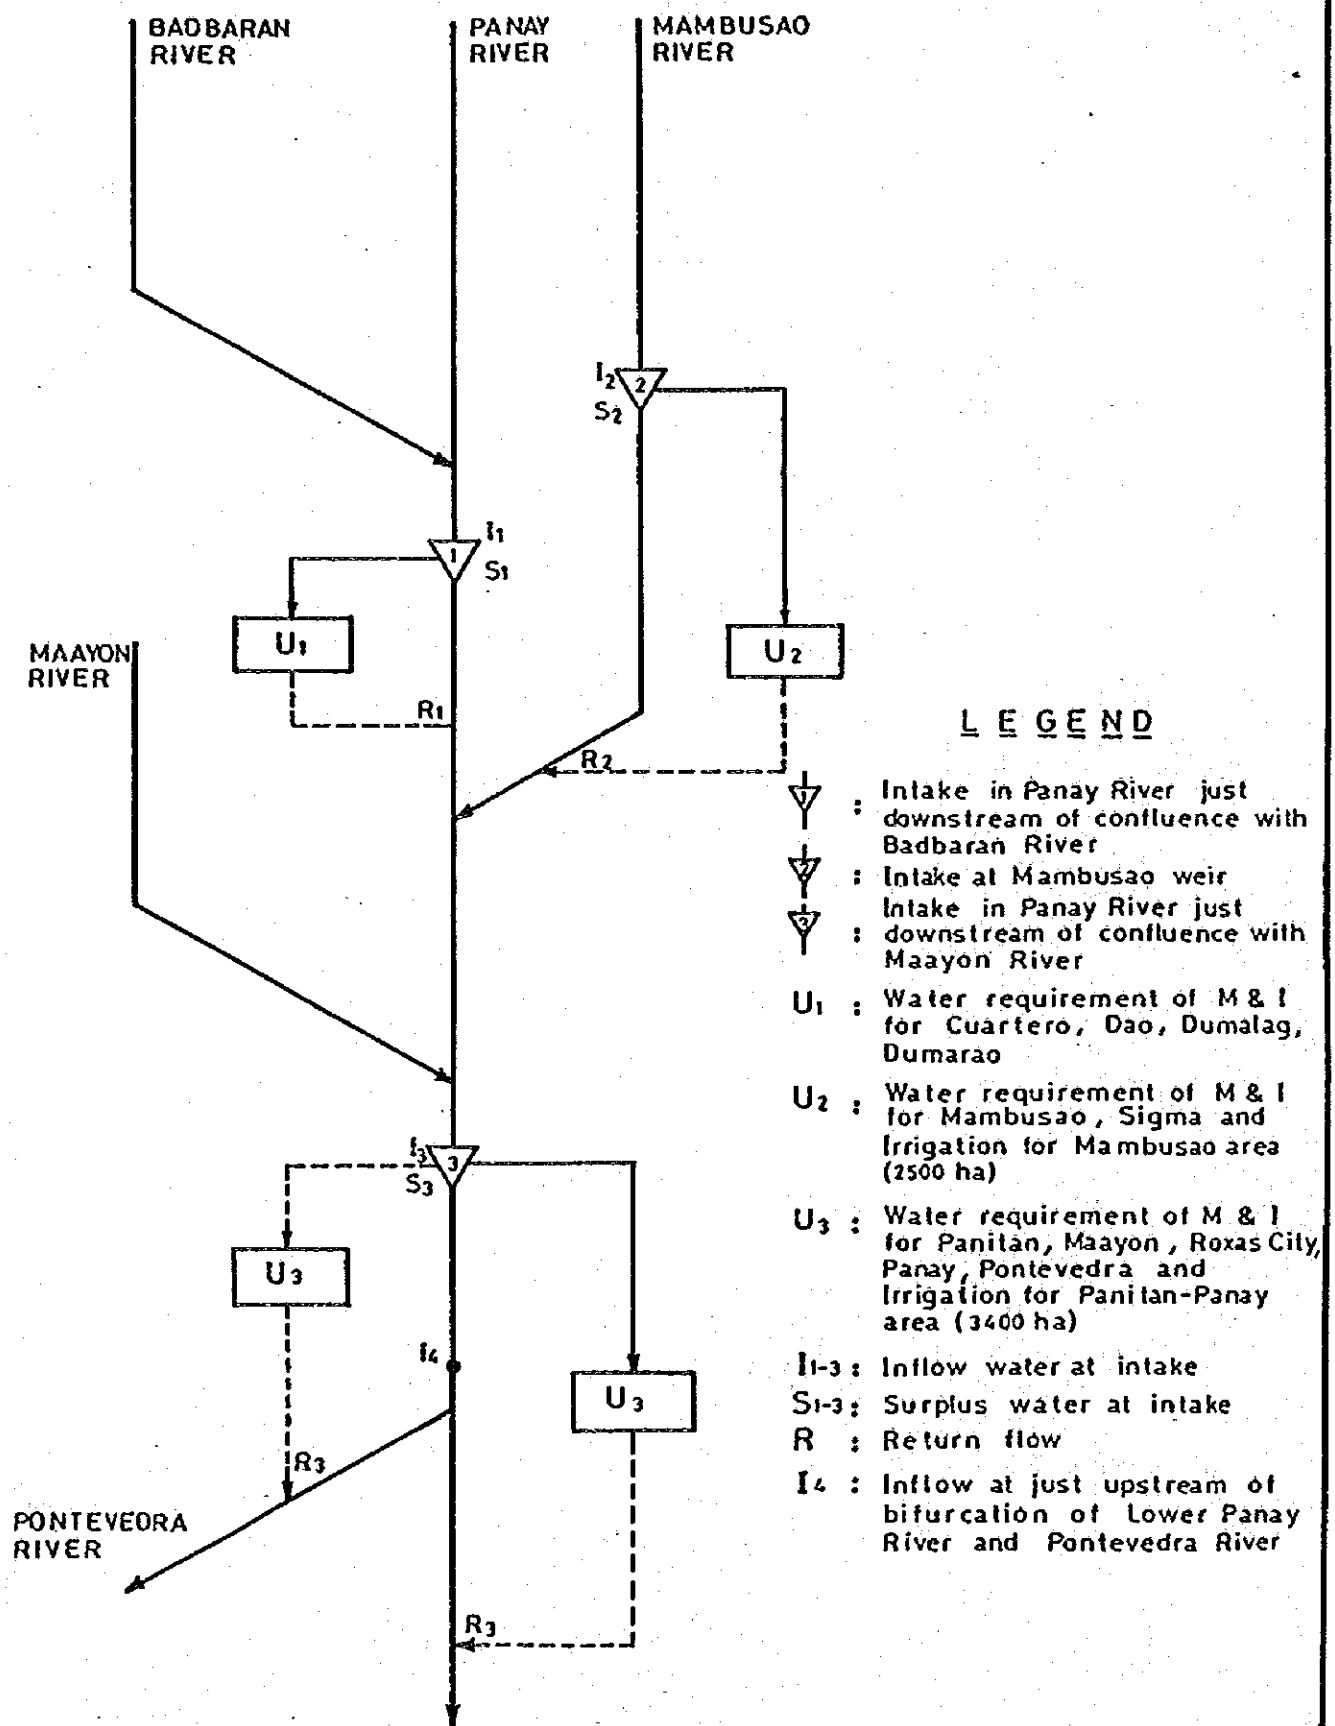 BADBARAN
RIVER
PANAY
RIVER
MAMBUSAO
RIVER
I2
2
S2
I1
1
S1
U1
U2
MAAYON
RIVER
R1
R2
I3
3
S3
U3
I4
U3
R3
PONTEVEDRA
RIVER
R3
LEGEND
1 : Intake in Panay River just
downstream of confluence with
Badbaran River
2 : Intake at Mambusao weir
3 : Intake in Panay River just
downstream of confluence with
Maayon River
U1 : Water requirement of M & I
for Cuartero, Dao, Dumalag,
Dumarao
U2 : Water requirement of M & I
for Mambusao, Sigma and
Irrigation for Mambusao area
(2500 ha)
U3 : Water requirement of M & I
for Panitan, Maayon, Roxas City,
Panay, Pontevedra and
Irrigation for Panitan-Panay
area (3400 ha)
I1-3 : Inflow water at intake
S1-3 : Surplus water at intake
R : Return flow
I4 : Inflow at just upstream of
bifurcation of Lower Panay
River and Pontevedra River